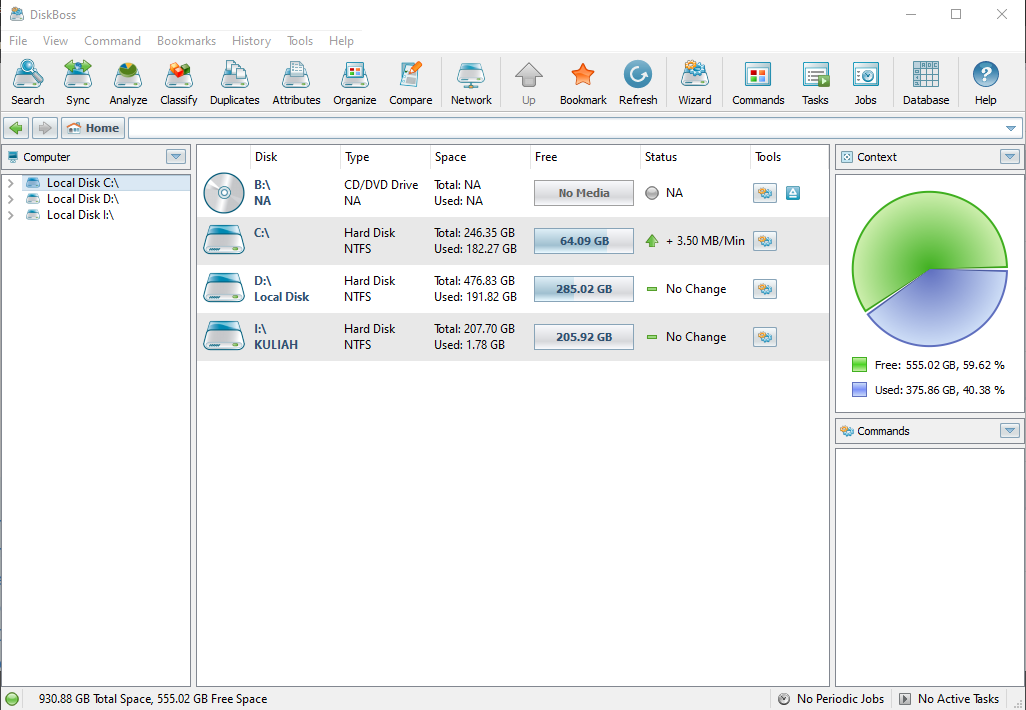 DiskBoss
File View Command Bookmarks History Tools Help
Search Sync Analyze Classify Duplicates Attributes Organize Compare Network Up Bookmark Refresh Wizard Commands Tasks Jobs Database Help
Home
Computer
Local Disk C:\
Local Disk D:\
Local Disk I:\
Disk Type Space Free Status Tools
B:\ CD/DVD Drive Total: NA No Media NA
NA NA Used: NA
C:\ Hard Disk Total: 246.35 GB 64.09 GB + 3.50 MB/Min
NTFS Used: 182.27 GB
D:\ Hard Disk Total: 476.83 GB 285.02 GB No Change
Local Disk NTFS Used: 191.82 GB
I:\ Hard Disk Total: 207.70 GB 205.92 GB No Change
KULIAH NTFS Used: 1.78 GB
Context
Free: 555.02 GB, 59.62 %
Used: 375.86 GB, 40.38 %
Commands
930.88 GB Total Space, 555.02 GB Free Space
No Periodic Jobs
No Active Tasks